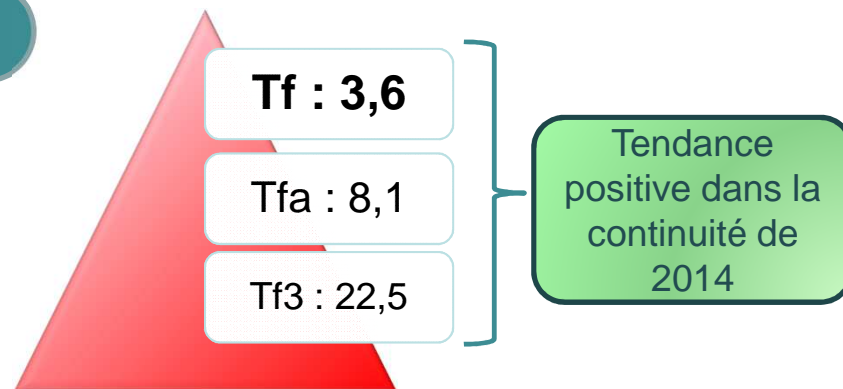 Tf : 3,6
Tfa : 8,1
Tf3 : 22,5
Tendance
positive dans la
continuité de
2014